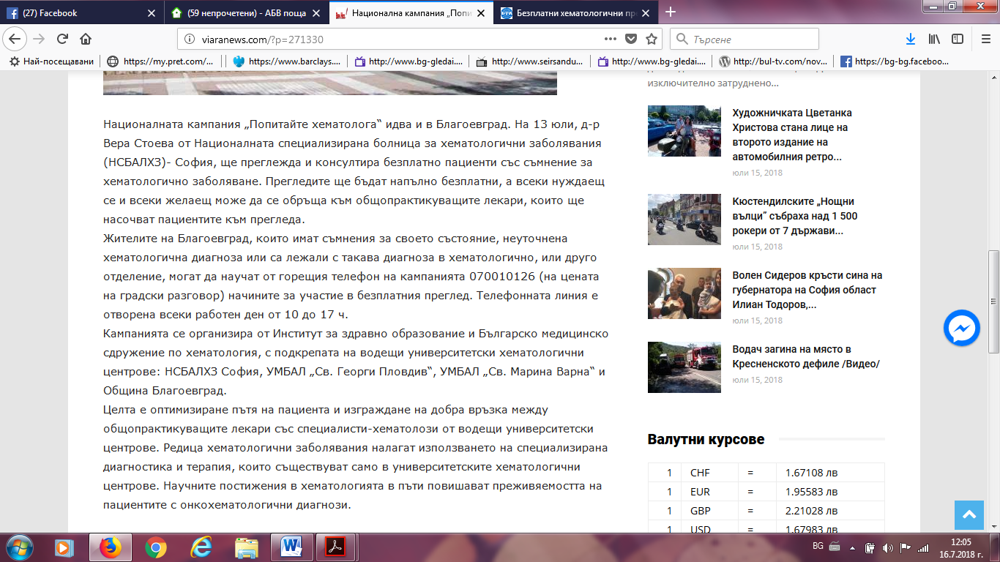 (27) Facebook
(59 непрочетени) - АБВ поща
Национална кампания „Попи
Безплатни хематологични пр
viaranews.com/?p=271330
Търсене
Най-посещавани
https://my.pret.com/...
https://www.barclays....
http://www.bg-gledai....
http://www.seirsandu...
http://www.bg-gledai....
http://bul-tv.com/nov...
https://bg-bg.faceboo...
Националната кампания „Попитайте хематолога“ идва и в Благоевград. На 13 юли, д-р
Вера Стоева от Националната специализирана болница за хематологични заболявания
(НСБАЛХЗ)- София, ще преглежда и консултира безплатно пациенти със съмнение за
хематологично заболяване. Прегледите ще бъдат напълно безплатни, а всеки нуждаещ
се и всеки желаещ може да се обръща към общопрактикуващите лекари, които ще
насочват пациентите към прегледа.
Жителите на Благоевград, които имат съмнения за своето състояние, неуточнена
хематологична диагноза или са лежали с такава диагноза в хематологично, или друго
отделение, могат да научат от горещия телефон на кампанията 070010126 (на цената
на градски разговор) начините за участие в безплатния преглед. Телефонната линия е
отворена всеки работен ден от 10 до 17 ч.
Кампанията се организира от Институт за здравно образование и Българско медицинско
сдружение по хематология, с подкрепата на водещи университетски хематологични
центрове: НСБАЛХЗ София, УМБАЛ „Св. Георги Пловдив“, УМБАЛ „Св. Марина Варна“ и
Община Благоевград.
Целта е оптимизиране пътя на пациента и изграждане на добра връзка между
общопрактикуващите лекари със специалисти-хематолози от водещи университетски
центрове. Редица хематологични заболявания налагат използването на специализирана
диагностика и терапия, които съществуват само в университетските хематологични
центрове. Научните постижения в хематологията в пъти повишават преживяемостта на
пациентите с онкохематологични диагнози.
изключително затруднено...
Художничката Цветанка
Христова стана лице на
второто издание на
автомобилния ретро...
юли 15, 2018
Кюстендилските „Нощни
вълци“ събраха над 1 500
рокери от 7 държави...
юли 15, 2018
Волен Сидеров кръсти сина на
губернатора на София област
Илиан Тодоров,...
юли 15, 2018
Водач загина на място в
Кресненското дефиле /Видео/
юли 15, 2018
Валутни курсове
1 CHF = 1.67108 лв
1 EUR = 1.95583 лв
1 GBP = 2.21028 лв
1 USD = 1.67983 лв
BG
12:05
16.7.2018 г.